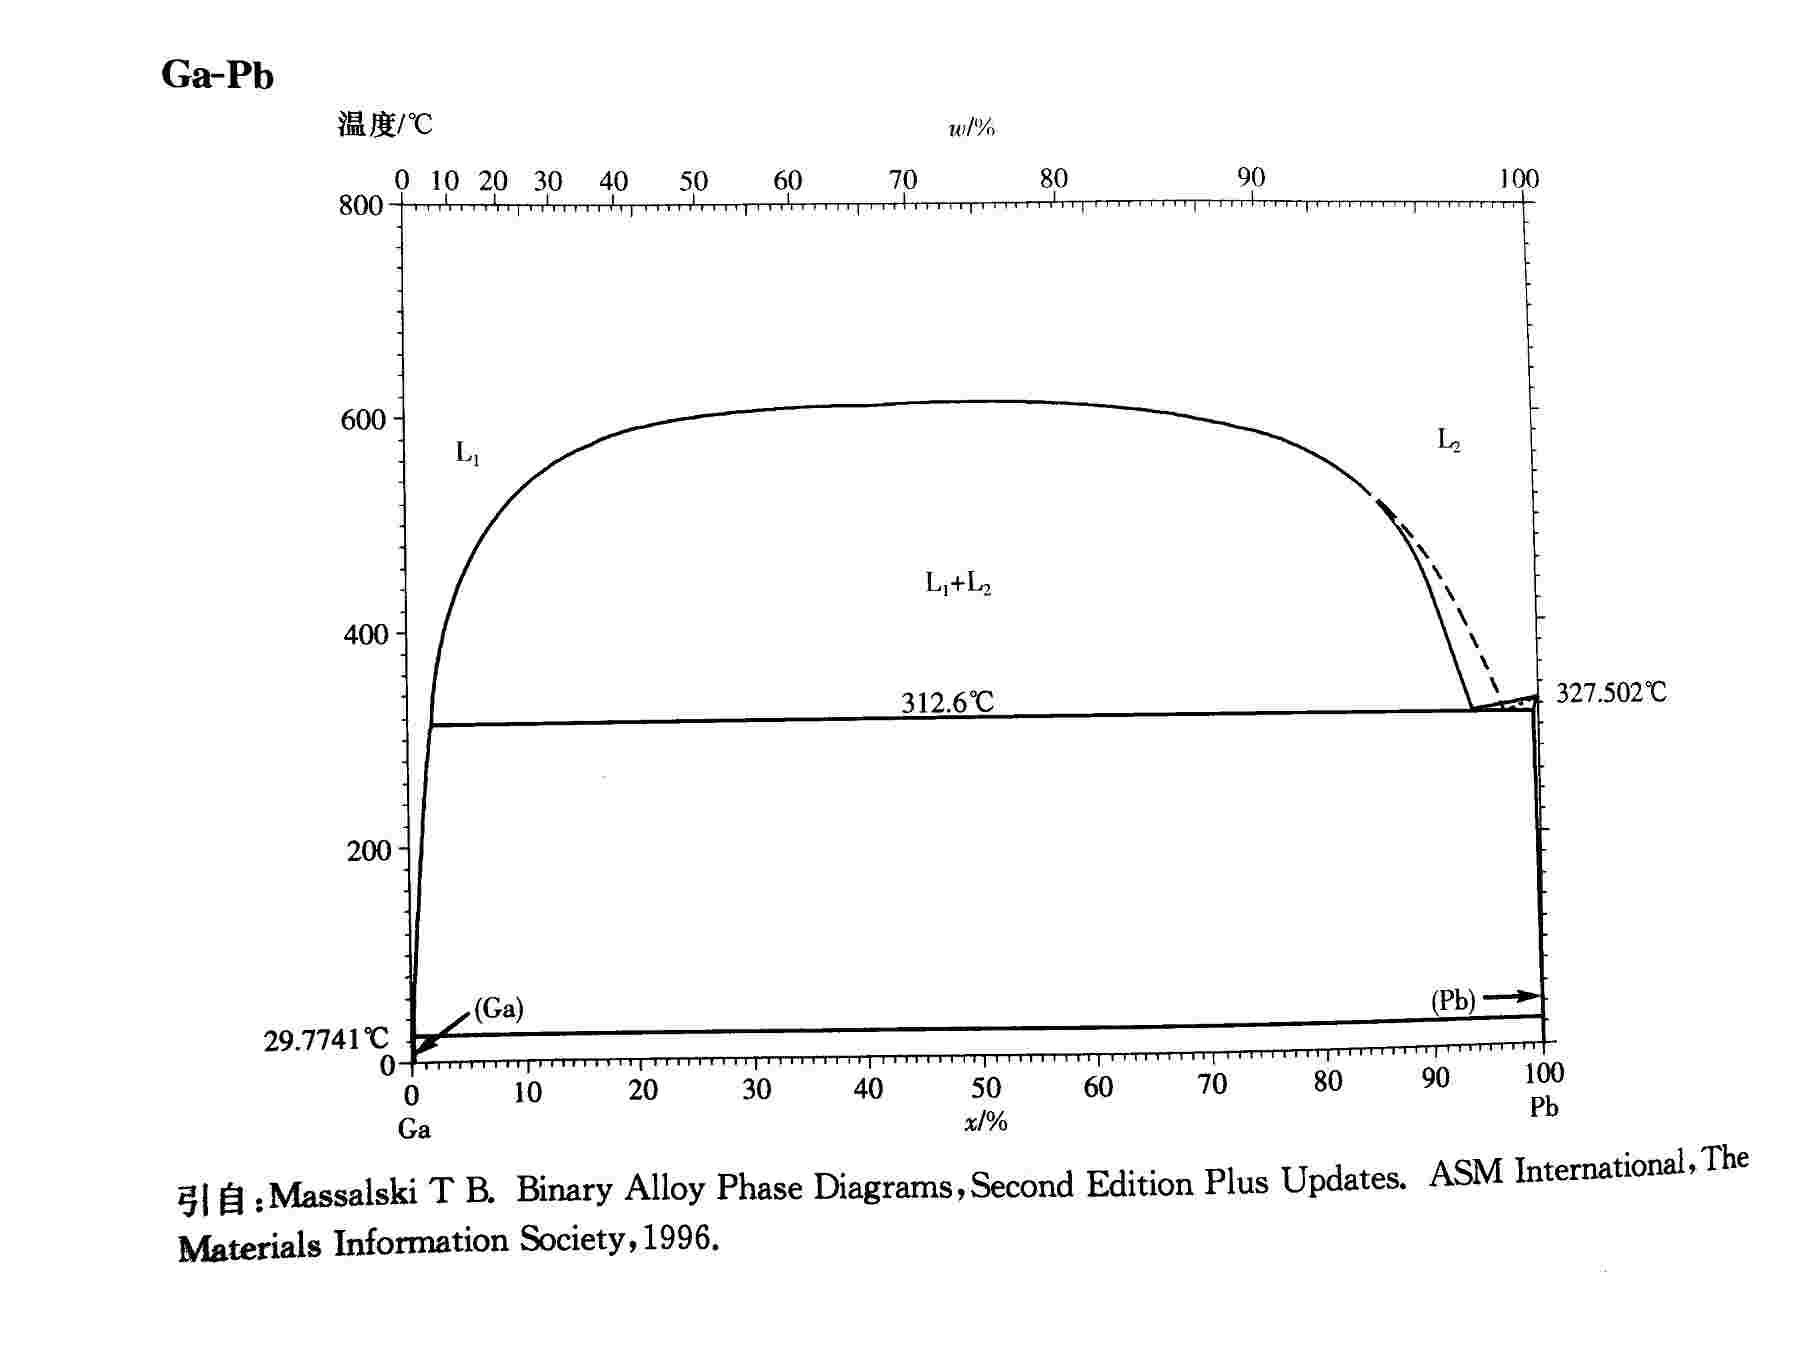 Ga-Pb
温度/℃
w/%
0 10 20 30 40 50 60 70 80 90 100
800
600
L₁
L₂
L₁+L₂
400
312.6℃
327.502℃
200
(Ga)
(Pb)
29.7741℃
0
0 10 20 30 40 50 60 70 80 90 100
Ga
x/%
Pb
引自:Massalski T B. Binary Alloy Phase Diagrams,Second Edition Plus Updates. ASM International,The
Materials Information Society,1996.